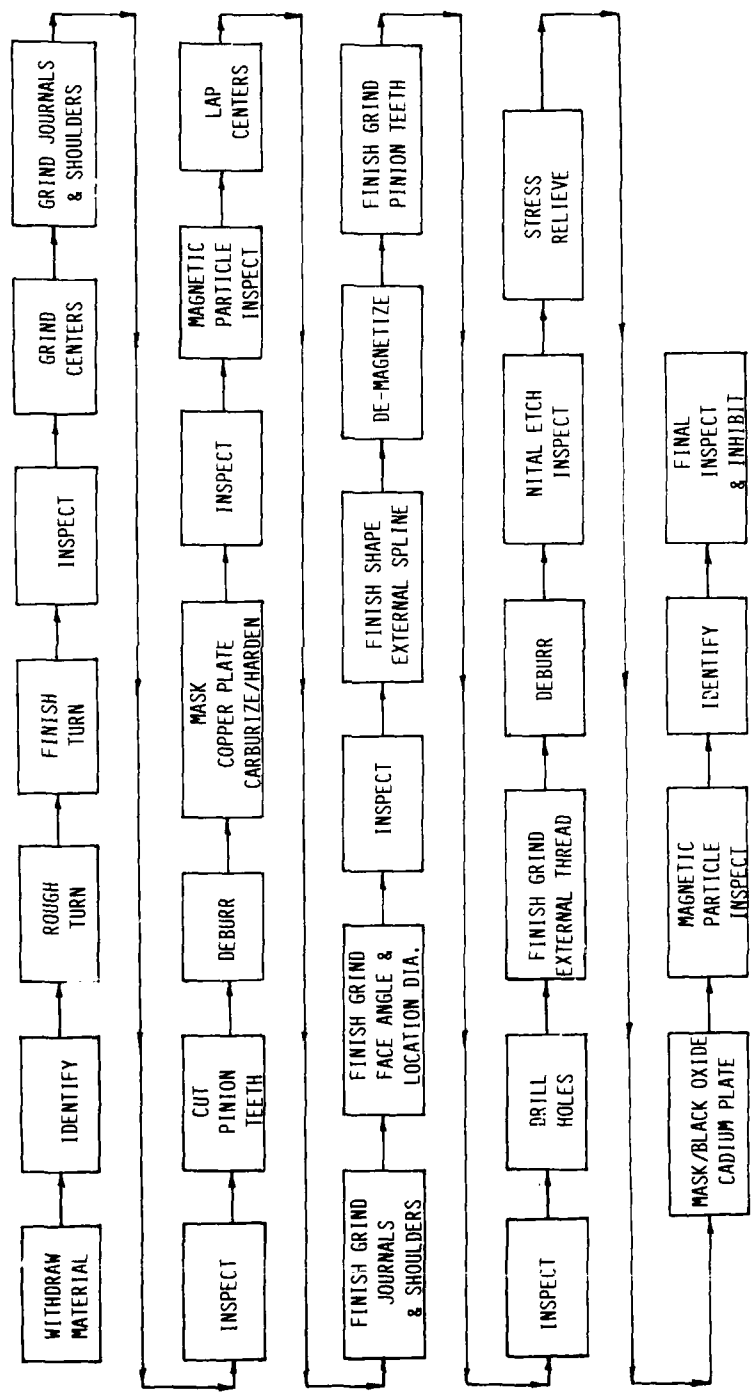 WITHDRAW
MATERIAL
IDENTIFY
ROUGH
TURN
FINISH
TURN
INSPECT
GRIND
CENTERS
GRIND JOURNALS
& SHOULDERS
INSPECT
CUT
PINION
TEETH
DEBURR
MASK
COPPER PLATE
CARBURIZE/HARDEN
INSPECT
MAGNETIC
PARTICLE
INSPECT
LAP
CENTERS
FINISH GRIND
JOURNALS
& SHOULDERS
FINISH GRIND
FACE ANGLE &
LOCATION DIA.
INSPECT
FINISH SHAPE
EXTERNAL SPLINE
DE-MAGNETIZE
FINISH GRIND
PINION TEETH
INSPECT
DRILL
HOLES
FINISH GRIND
EXTERNAL THREAD
DEBURR
NITAL ETCH
INSPECT
STRESS
RELIEVE
MASK/BLACK OXIDE
CADIUM PLATE
MAGNETIC
PARTICLE
INSPECT
IDENTIFY
FINAL
INSPECT
& INHIBIT